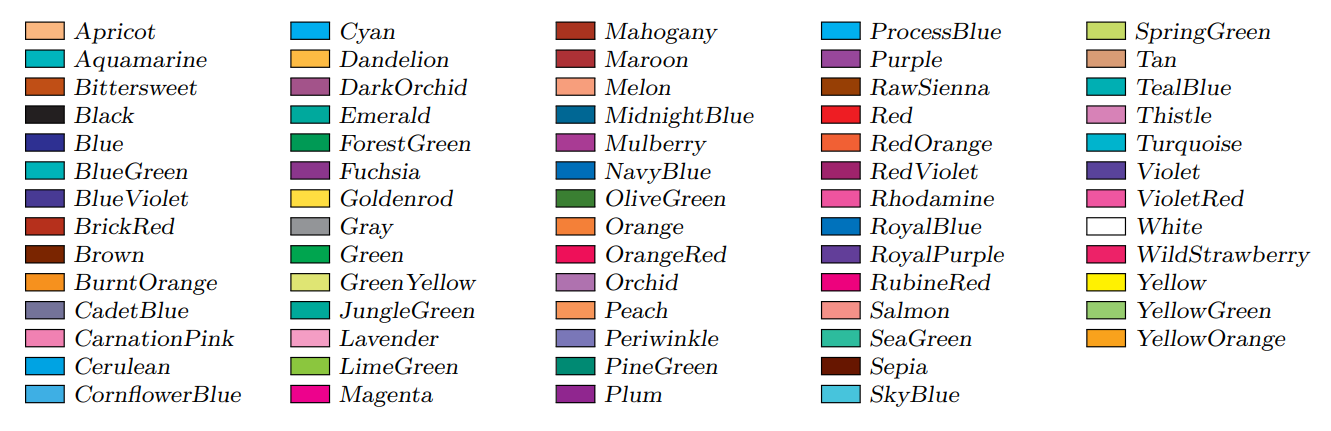 Apricot
Aquamarine
Bittersweet
Black
Blue
BlueGreen
BlueViolet
BrickRed
Brown
BurntOrange
CadetBlue
CarnationPink
Cerulean
CornflowerBlue
Cyan
Dandelion
DarkOrchid
Emerald
ForestGreen
Fuchsia
Goldenrod
Gray
Green
GreenYellow
JungleGreen
Lavender
LimeGreen
Magenta
Mahogany
Maroon
Melon
MidnightBlue
Mulberry
NavyBlue
OliveGreen
Orange
OrangeRed
Orchid
Peach
Periwinkle
PineGreen
Plum
ProcessBlue
Purple
RawSienna
Red
RedOrange
RedViolet
Rhodamine
RoyalBlue
RoyalPurple
RubineRed
Salmon
SeaGreen
Sepia
SkyBlue
SpringGreen
Tan
TealBlue
Thistle
Turquoise
Violet
VioletRed
White
WildStrawberry
Yellow
YellowGreen
YellowOrange